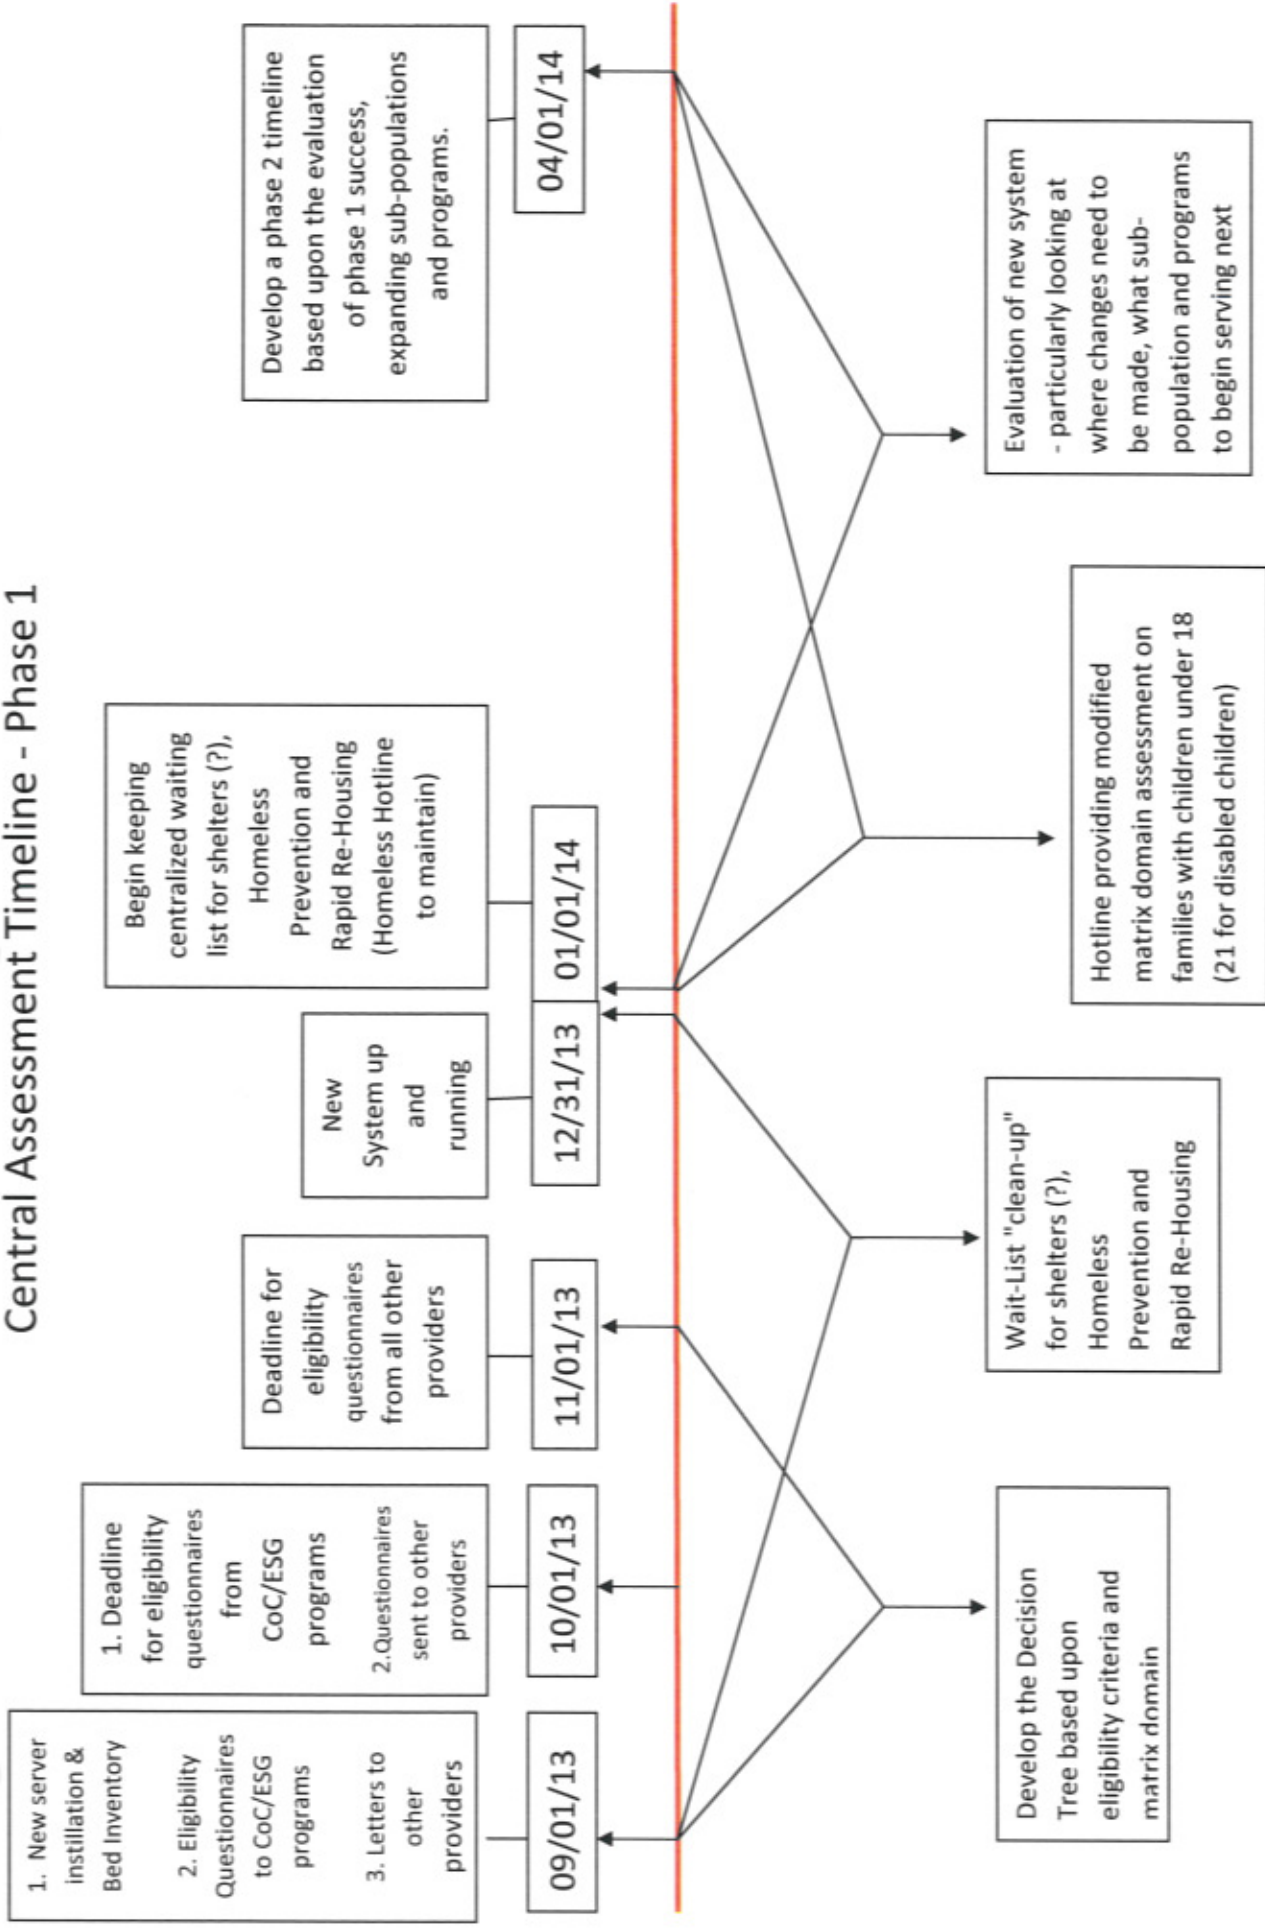 Central Assessment Timeline - Phase 1
1. New server
instillation &
Bed Inventory
2. Eligibility
Questionnaires
to CoC/ESG
programs
3. Letters to
other
providers
09/01/13
1. Deadline
for eligibility
questionnaires
from
CoC/ESG
programs
2.Questionnaires
sent to other
providers
10/01/13
Deadline for
eligibility
questionnaires
from all other
providers
11/01/13
New
System up
and
running
12/31/13
Begin keeping
centralized waiting
list for shelters (?),
Homeless
Prevention and
Rapid Re-Housing
(Homeless Hotline
to maintain)
01/01/14
Develop a phase 2 timeline
based upon the evaluation
of phase 1 success,
expanding sub-populations
and programs.
04/01/14
Develop the Decision
Tree based upon
eligibility criteria and
matrix domain
Wait-List "clean-up"
for shelters (?),
Homeless
Prevention and
Rapid Re-Housing
Hotline providing modified
matrix domain assessment on
families with children under 18
(21 for disabled children)
Evaluation of new system
- particularly looking at
where changes need to
be made, what sub-
population and programs
to begin serving next